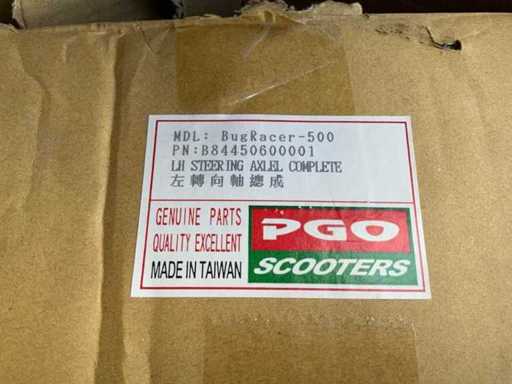 MDL: BugRacer-500
PN:B84450600001
LH STEERING AXLEL COMPLETE
左轉向軸總成
GENUINE PARTS
QUALITY EXCELLENT
MADE IN TAIWAN
PGO
SCOOTERS